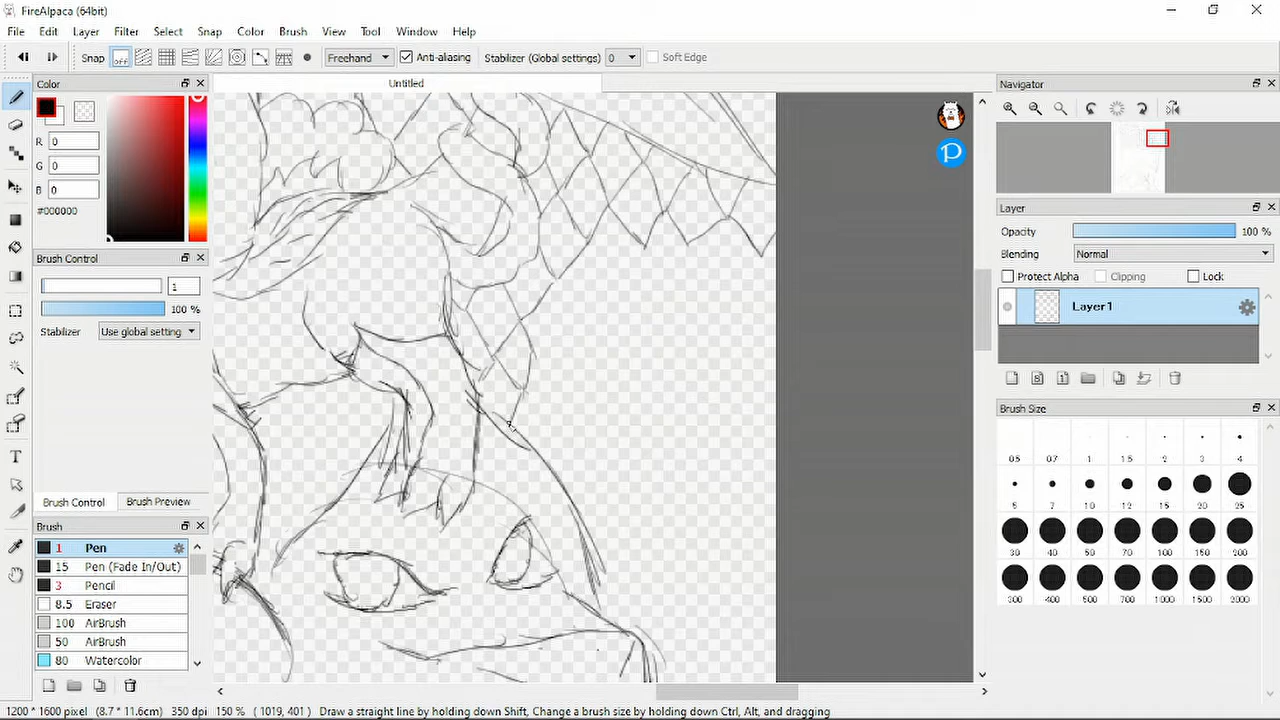 FireAlpaca (64bit)
File Edit Layer Filter Select Snap Color Brush View Tool Window Help
Snap off Freehand Anti-aliasing Stabilizer (Global settings) 0 Soft Edge
Color
R 0
G 0
B 0
#000000
Brush Control
1
100 %
Stabilizer Use global setting
Brush Control Brush Preview
Brush
1 Pen
15 Pen (Fade In/Out)
3 Pencil
8.5 Eraser
100 AirBrush
50 AirBrush
80 Watercolor
Untitled
P
Navigator
Layer
Opacity 100 %
Blending Normal
Protect Alpha Clipping Lock
Layer1
Brush Size
0.5 0.7 1 1.5 2 3 4
5 7 10 12 15 20 25
30 40 50 70 100 150 200
300 400 500 700 1000 1500 2000
1200 * 1600 pixel (8.7 * 11.6cm) 350 dpi 150 % ( 1019, 401 ) Draw a straight line by holding down Shift, Change a brush size by holding down Ctrl, Alt, and dragging